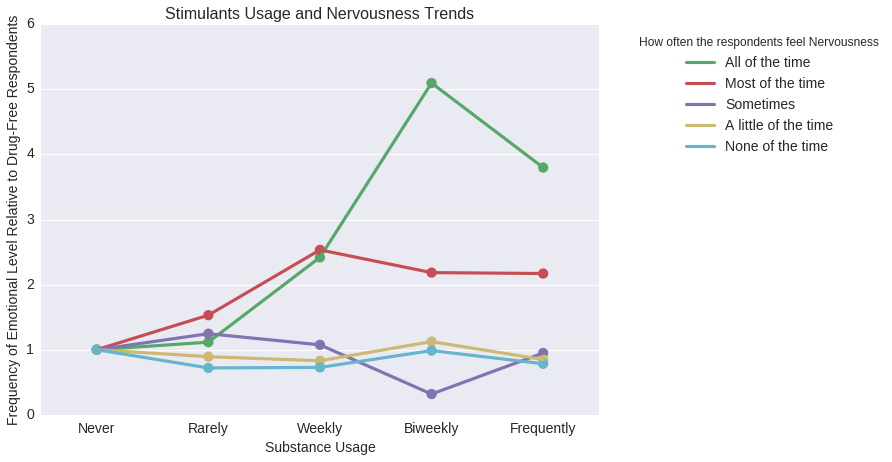 Stimulants Usage and Nervousness Trends
Frequency of Emotional Level Relative to Drug-Free Respondents
6
5
4
3
2
1
0
Never Rarely Weekly Biweekly Frequently
Substance Usage
How often the respondents feel Nervousness
All of the time
Most of the time
Sometimes
A little of the time
None of the time